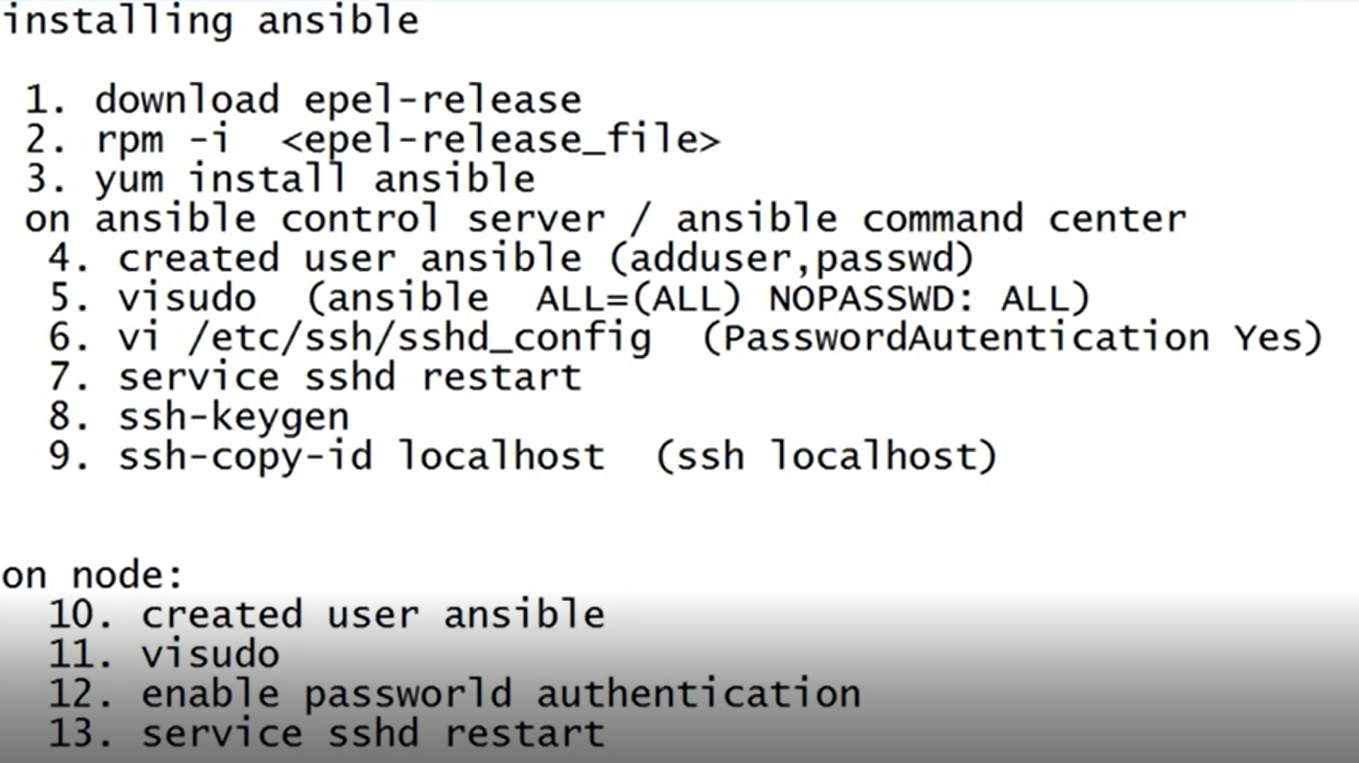 installing ansible
1. download epel-release
2. rpm -i <epel-release_file>
3. yum install ansible
on ansible control server / ansible command center
4. created user ansible (adduser,passwd)
5. visudo (ansible ALL=(ALL) NOPASSWD: ALL)
6. vi /etc/ssh/sshd_config (PasswordAutentication Yes)
7. service sshd restart
8. ssh-keygen
9. ssh-copy-id localhost (ssh localhost)
on node:
10. created user ansible
11. visudo
12. enable passworld authentication
13. service sshd restart